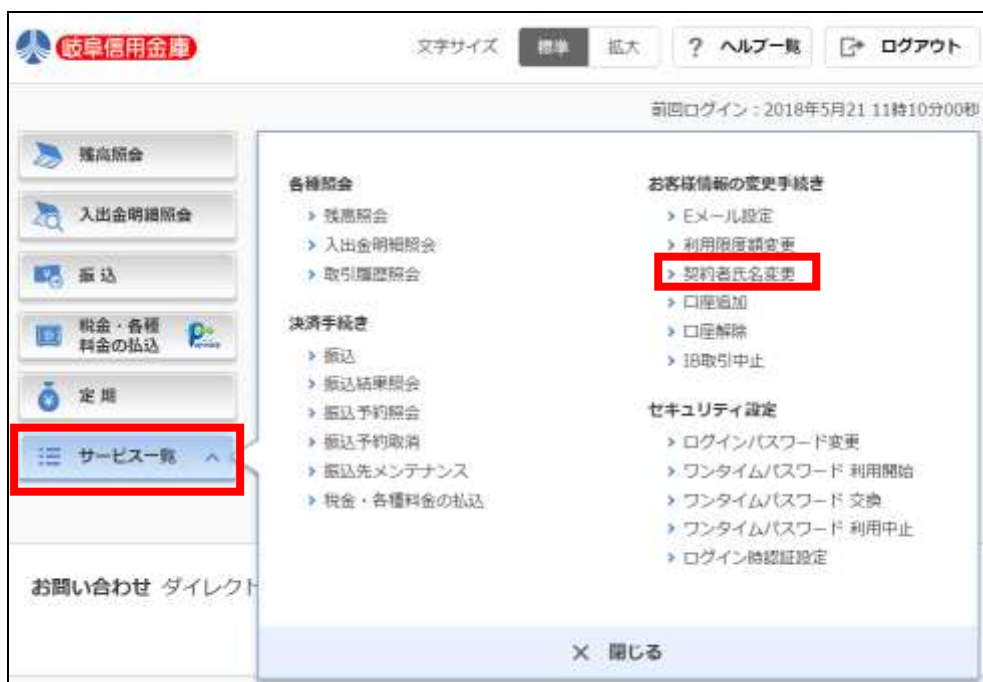 岐阜信用金庫
文字サイズ 標準 拡大 ? ヘルプ一覧 ログアウト
前回ログイン：2018年5月21 11時10分00秒
残高照会
入出金明細照会
振込
税金・各種
料金の払込
定期
サービス一覧
各種照会
残高照会
入出金明細照会
取引履歴照会
決済手続き
振込
振込結果照会
振込予約照会
振込予約取消
振込先メンテナンス
税金・各種料金の払込
お客様情報の変更手続き
Eメール設定
利用限度額変更
契約者氏名変更
口座追加
口座解除
IB取引中止
セキュリティ設定
ログインパスワード変更
ワンタイムパスワード 利用開始
ワンタイムパスワード 交換
ワンタイムパスワード 利用中止
ログイン時認証設定
お問い合わせ ダイレクト
× 閉じる